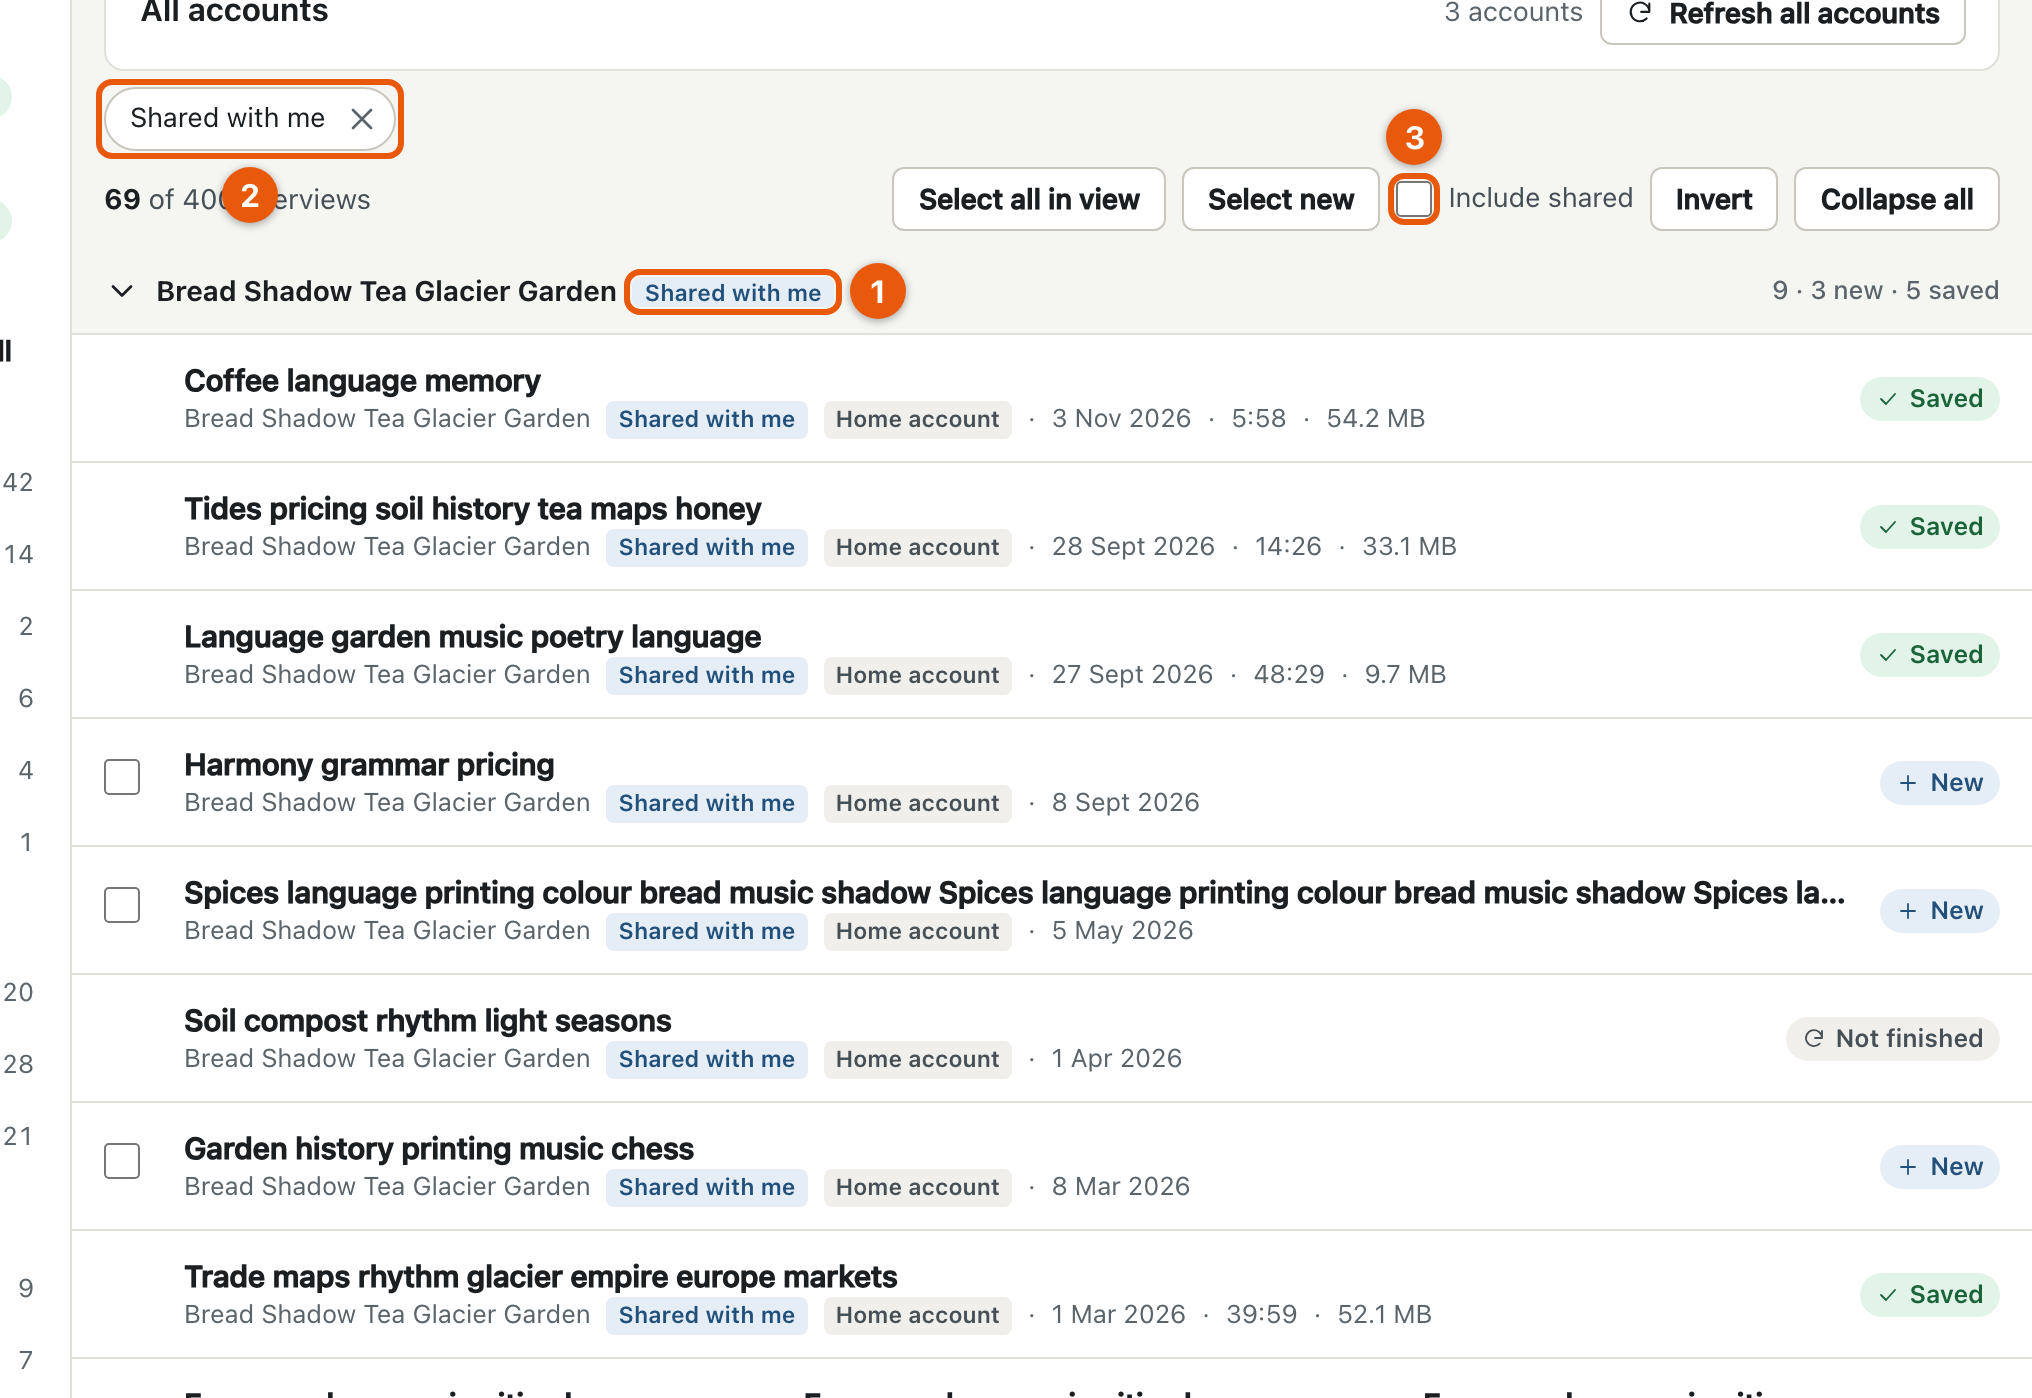 All accounts
3 accounts
Refresh all accounts
Shared with me
3
69 of 400
2
Select all in view
Select new
Include shared
Invert
Collapse all
Bread Shadow Tea Glacier Garden Shared with me 1
9 · 3 new · 5 saved
Coffee language memory
Bread Shadow Tea Glacier Garden Shared with me Home account · 3 Nov 2026 · 5:58 · 54.2 MB
Saved
42
Tides pricing soil history tea maps honey
Bread Shadow Tea Glacier Garden Shared with me Home account · 28 Sept 2026 · 14:26 · 33.1 MB
Saved
14
2
Language garden music poetry language
Bread Shadow Tea Glacier Garden Shared with me Home account · 27 Sept 2026 · 48:29 · 9.7 MB
Saved
6
4
Harmony grammar pricing
Bread Shadow Tea Glacier Garden Shared with me Home account · 8 Sept 2026
+ New
1
Spices language printing colour bread music shadow Spices language printing colour bread music shadow Spices la...
Bread Shadow Tea Glacier Garden Shared with me Home account · 5 May 2026
+ New
20
Soil compost rhythm light seasons
Bread Shadow Tea Glacier Garden Shared with me Home account · 1 Apr 2026
Not finished
28
21
Garden history printing music chess
Bread Shadow Tea Glacier Garden Shared with me Home account · 8 Mar 2026
+ New
9
Trade maps rhythm glacier empire europe markets
Bread Shadow Tea Glacier Garden Shared with me Home account · 1 Mar 2026 · 39:59 · 52.1 MB
Saved
7